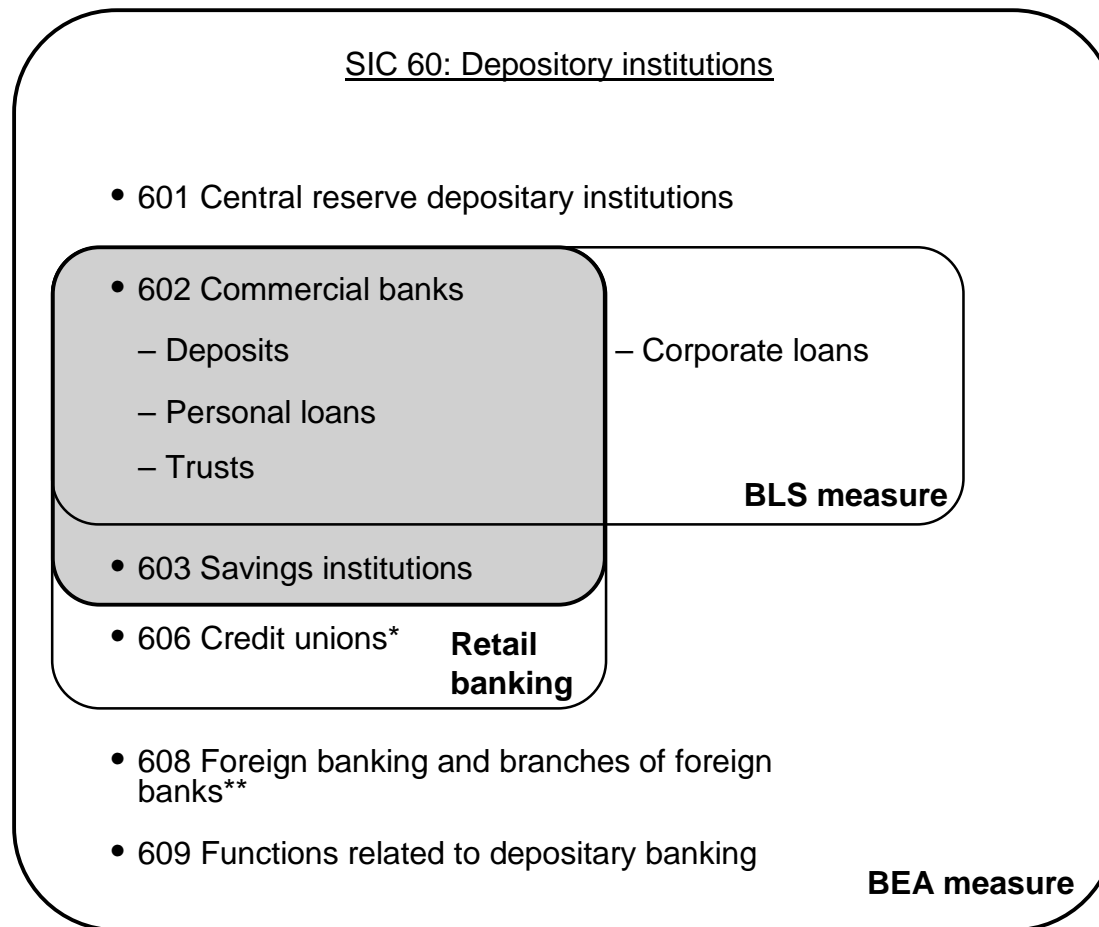 SIC 60: Depository institutions
• 601 Central reserve depositary institutions
• 602 Commercial banks
– Deposits
– Corporate loans
– Personal loans
– Trusts
BLS measure
• 603 Savings institutions
• 606 Credit unions*
Retail
banking
• 608 Foreign banking and branches of foreign
banks**
• 609 Functions related to depositary banking
BEA measure